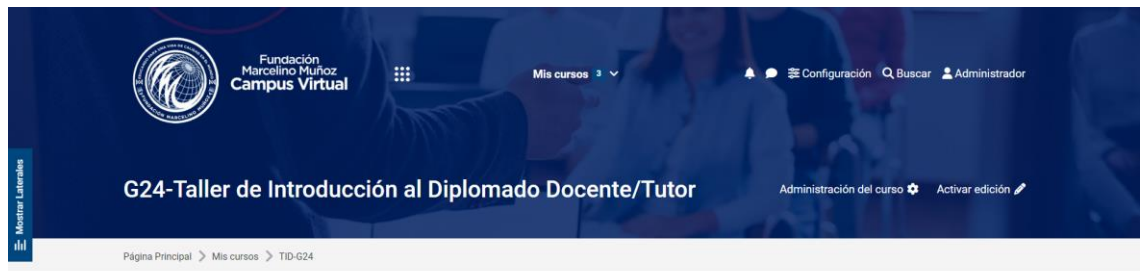 Fundación
Marcelino Muñoz
Campus Virtual
Mis cursos 3
Configuración Buscar Administrador
Mostrar Laterales
G24-Taller de Introducción al Diplomado Docente/Tutor
Administración del curso Activar edición
Página Principal > Mis cursos > TID-G24